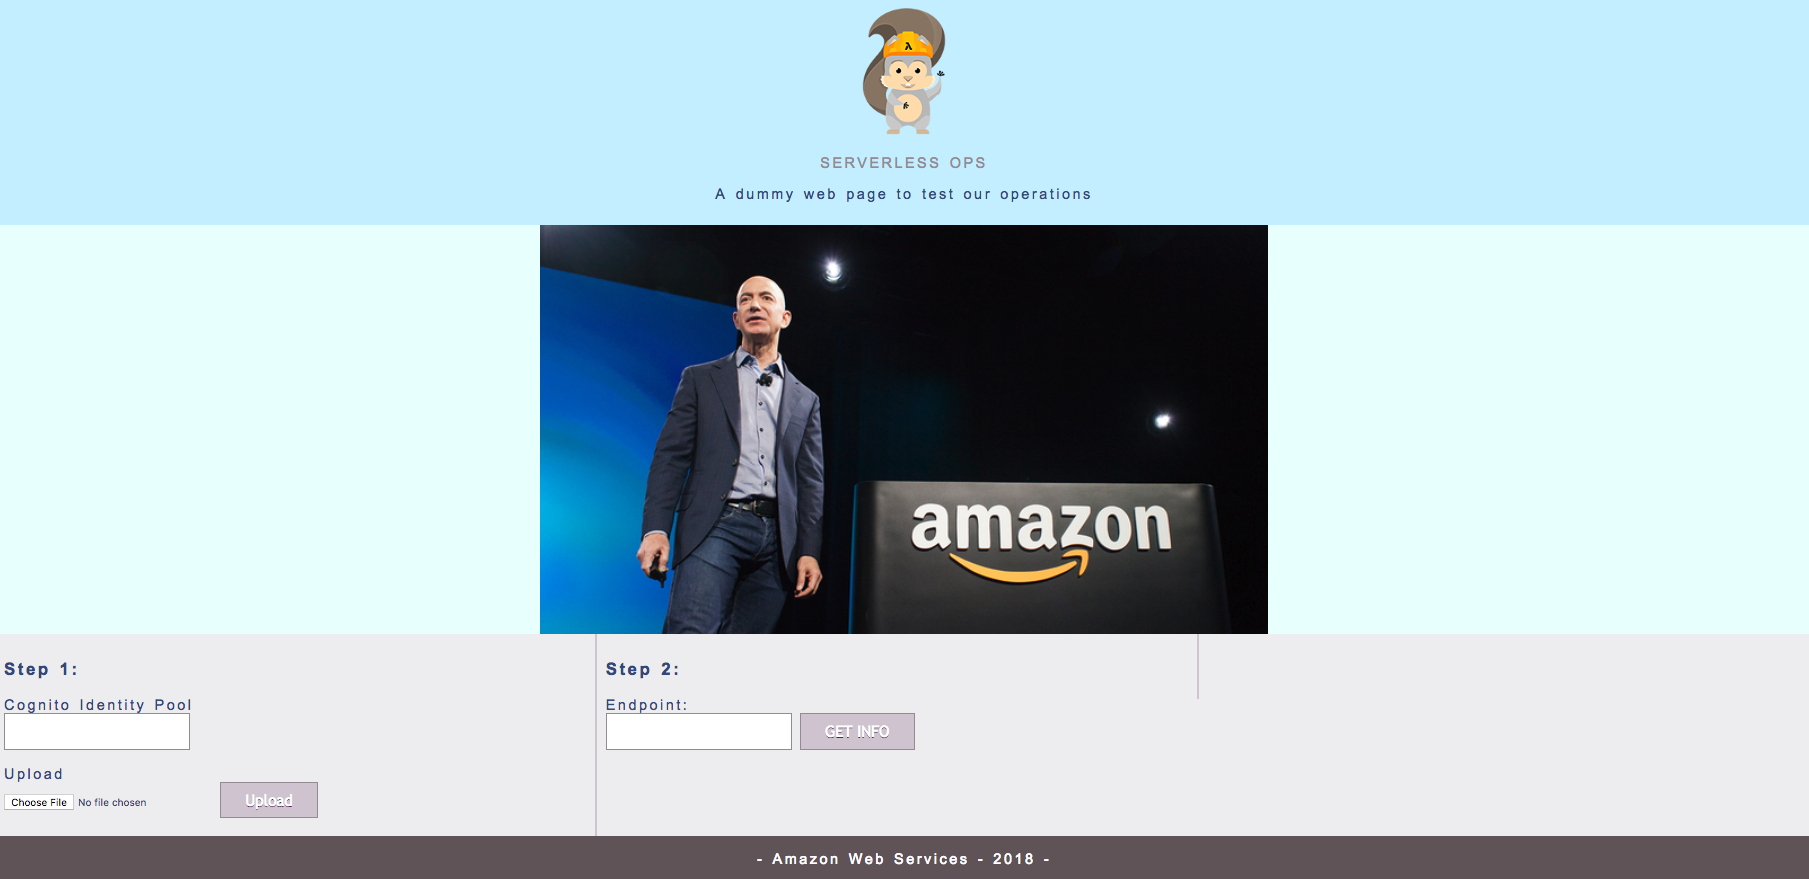 λ
SERVERLESS OPS
A dummy web page to test our operations
amazon
Step 1:
Cognito Identity Pool
Upload
Choose File No file chosen
Upload
Step 2:
Endpoint:
GET INFO
- Amazon Web Services - 2018 -